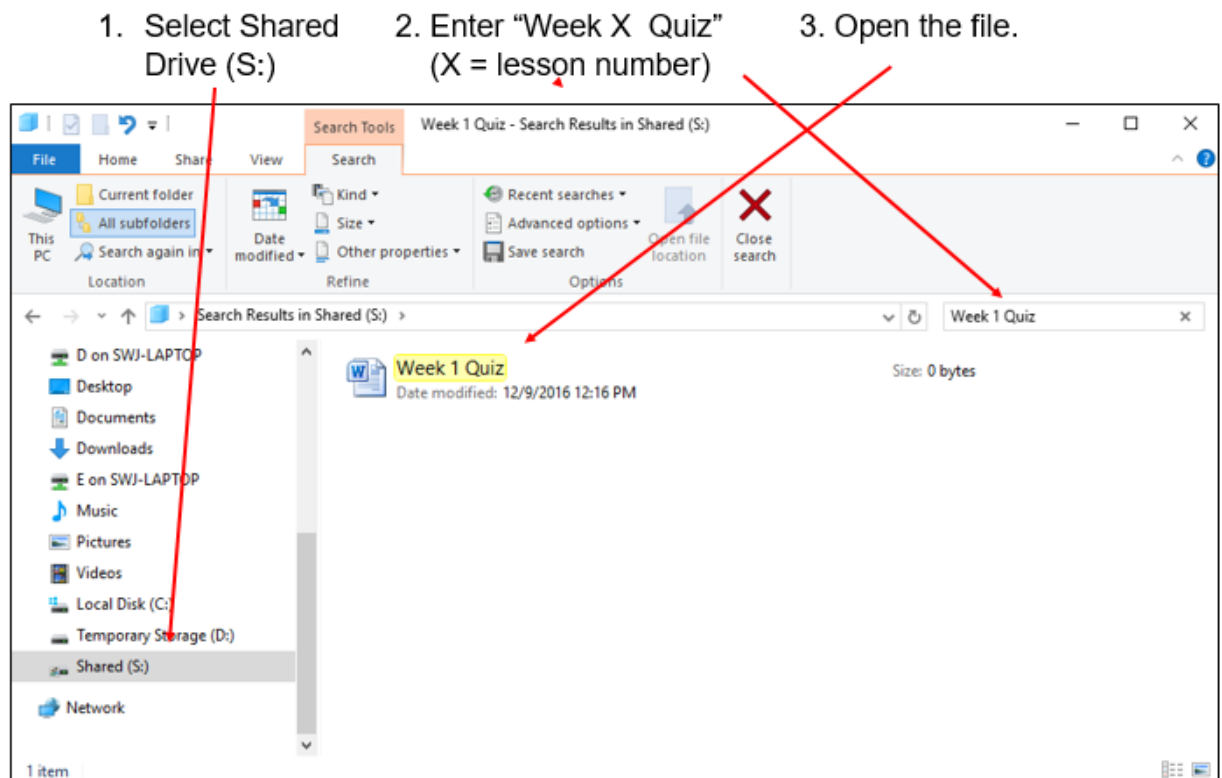 1. Select Shared
Drive (S:)
2. Enter “Week X Quiz”
(X = lesson number)
3. Open the file.
Search Tools
Week 1 Quiz - Search Results in Shared (S:)
File
Home
Share
View
Search
This
PC
Current folder
All subfolders
Search again in
Location
Date
modified
Kind
Size
Other properties
Refine
Recent searches
Advanced options
Save search
Open file
location
Options
Close
search
Search Results in Shared (S:)
Week 1 Quiz
D on SWJ-LAPTOP
Desktop
Documents
Downloads
E on SWJ-LAPTOP
Music
Pictures
Videos
Local Disk (C:)
Temporary Storage (D:)
Shared (S:)
Network
Week 1 Quiz
Date modified: 12/9/2016 12:16 PM
Size: 0 bytes
1 item